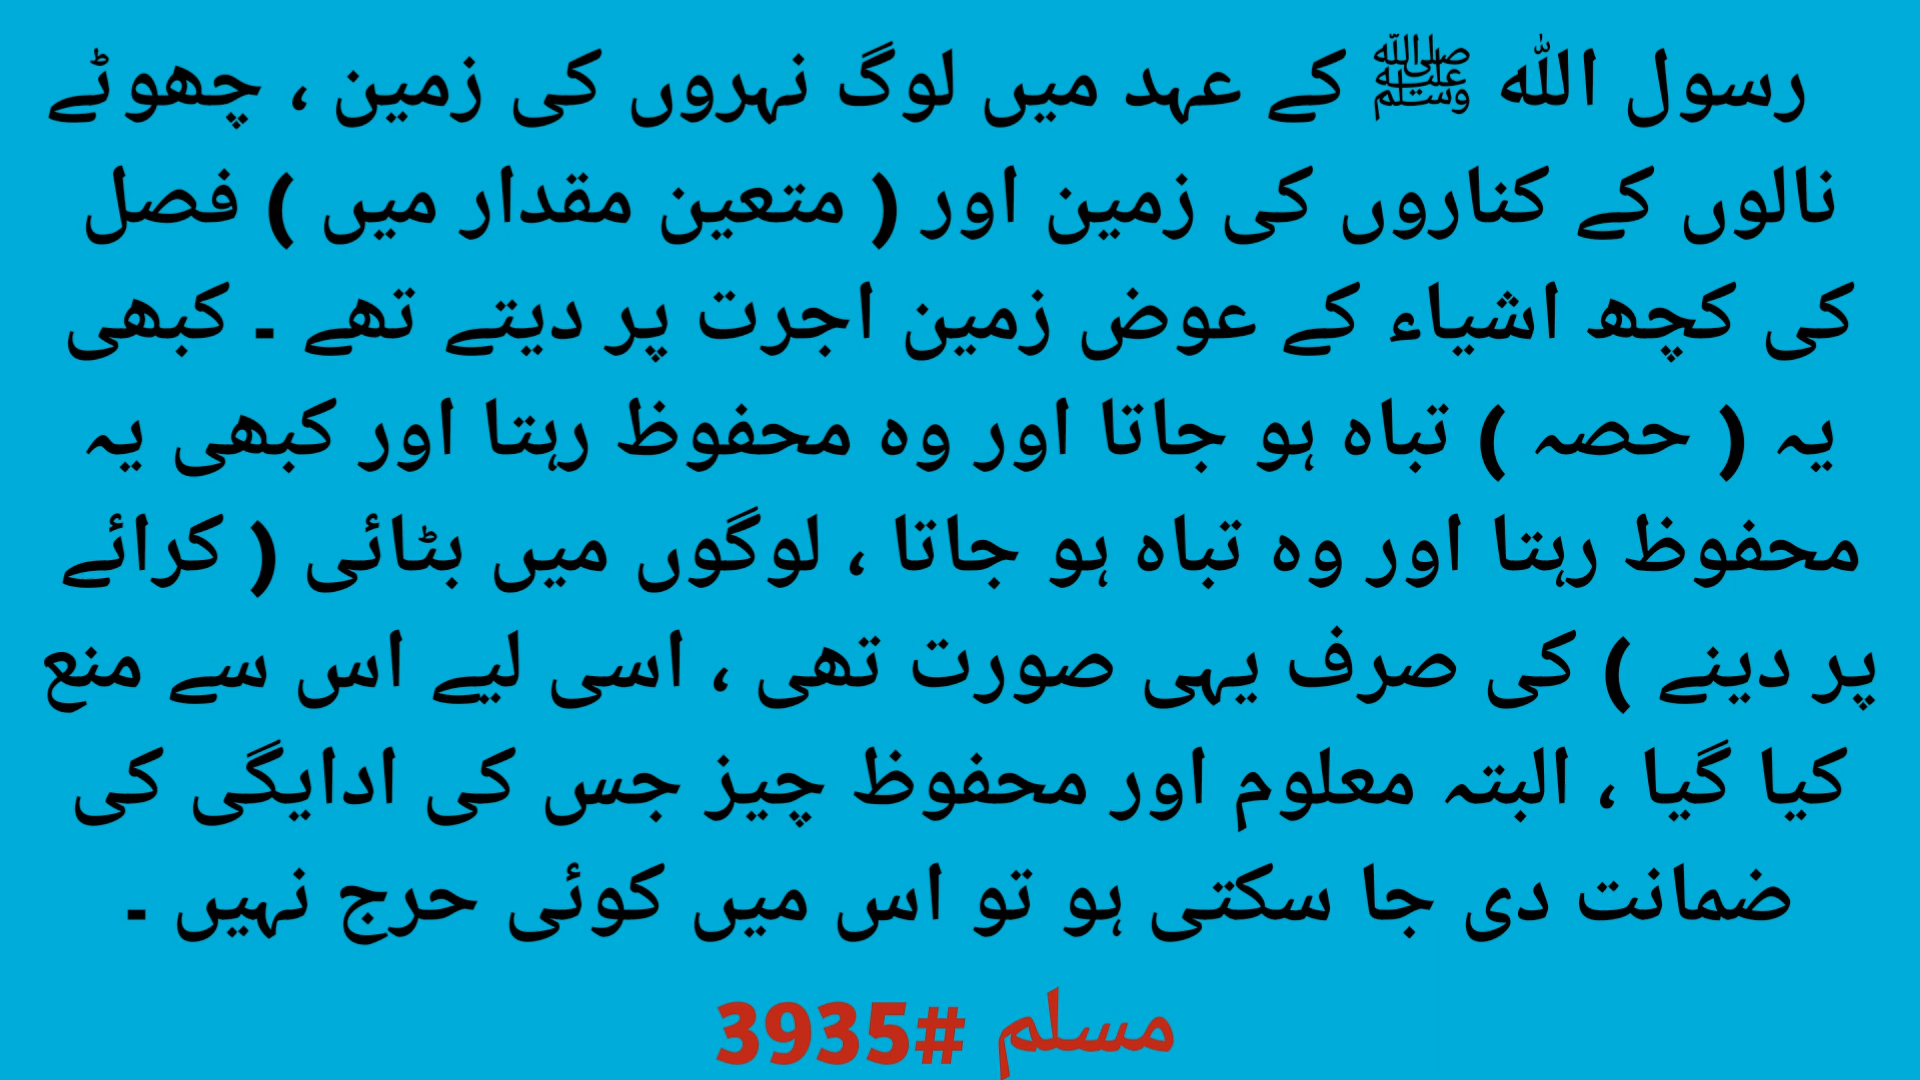 رسول اللہ ﷺ کے عہد میں لوگ نہروں کی زمین ، چھوٹے
نالوں کے کناروں کی زمین اور ( متعین مقدار میں ) فصل
کی کچھ اشیاء کے عوض زمین اجرت پر دیتے تھے ۔ کبھی
یہ ( حصہ ) تباہ ہو جاتا اور وہ محفوظ رہتا اور کبھی یہ
محفوظ رہتا اور وہ تباہ ہو جاتا ، لوگوں میں بٹائی ( کرائے
پر دینے ) کی صرف یہی صورت تھی ، اسی لیے اس سے منع
کیا گیا ، البتہ معلوم اور محفوظ چیز جس کی ادایگی کی
ضمانت دی جا سکتی ہو تو اس میں کوئی حرج نہیں ۔
مسلم #3935